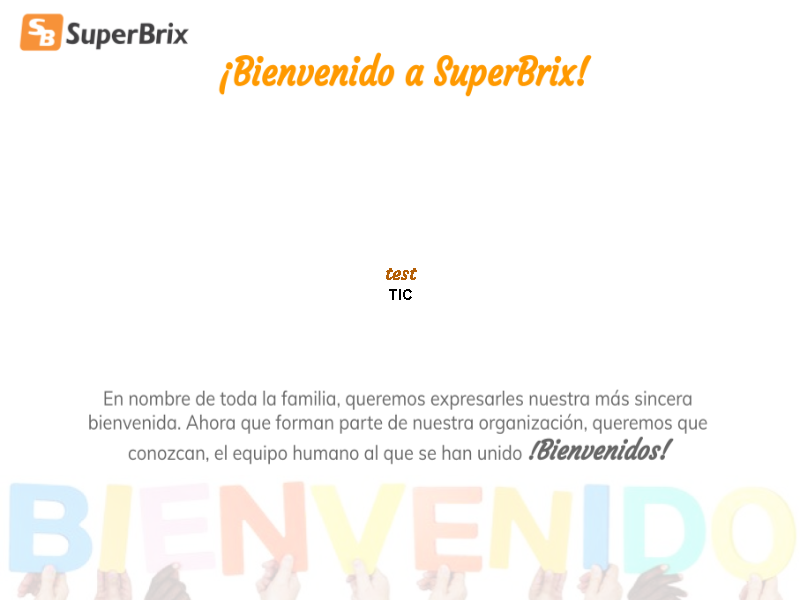 SB SuperBrix
¡Bienvenido a SuperBrix!
test
TIC
En nombre de toda la familia, queremos expresarles nuestra más sincera
bienvenida. Ahora que forman parte de nuestra organización, queremos que
conozcan, el equipo humano al que se han unido !Bienvenidos!
BIENVENIDO